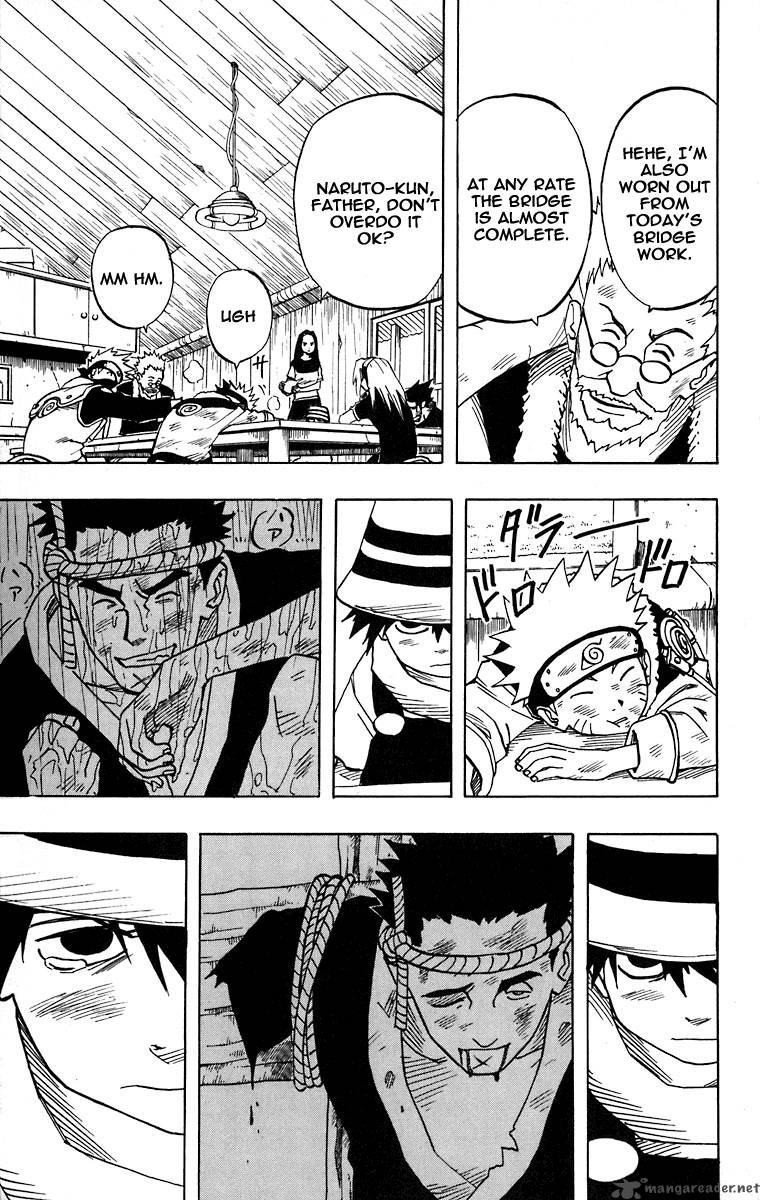 HEHE, I'M
ALSO
WORN OUT
FROM
TODAY'S
BRIDGE
WORK.
AT ANY RATE
THE BRIDGE
IS ALMOST
COMPLETE.
NARUTO-KUN,
FATHER, DON'T
OVERDO IT
OK?
UGH
MM HM.
ダラー
ドロ
ドロ
mangareader.net